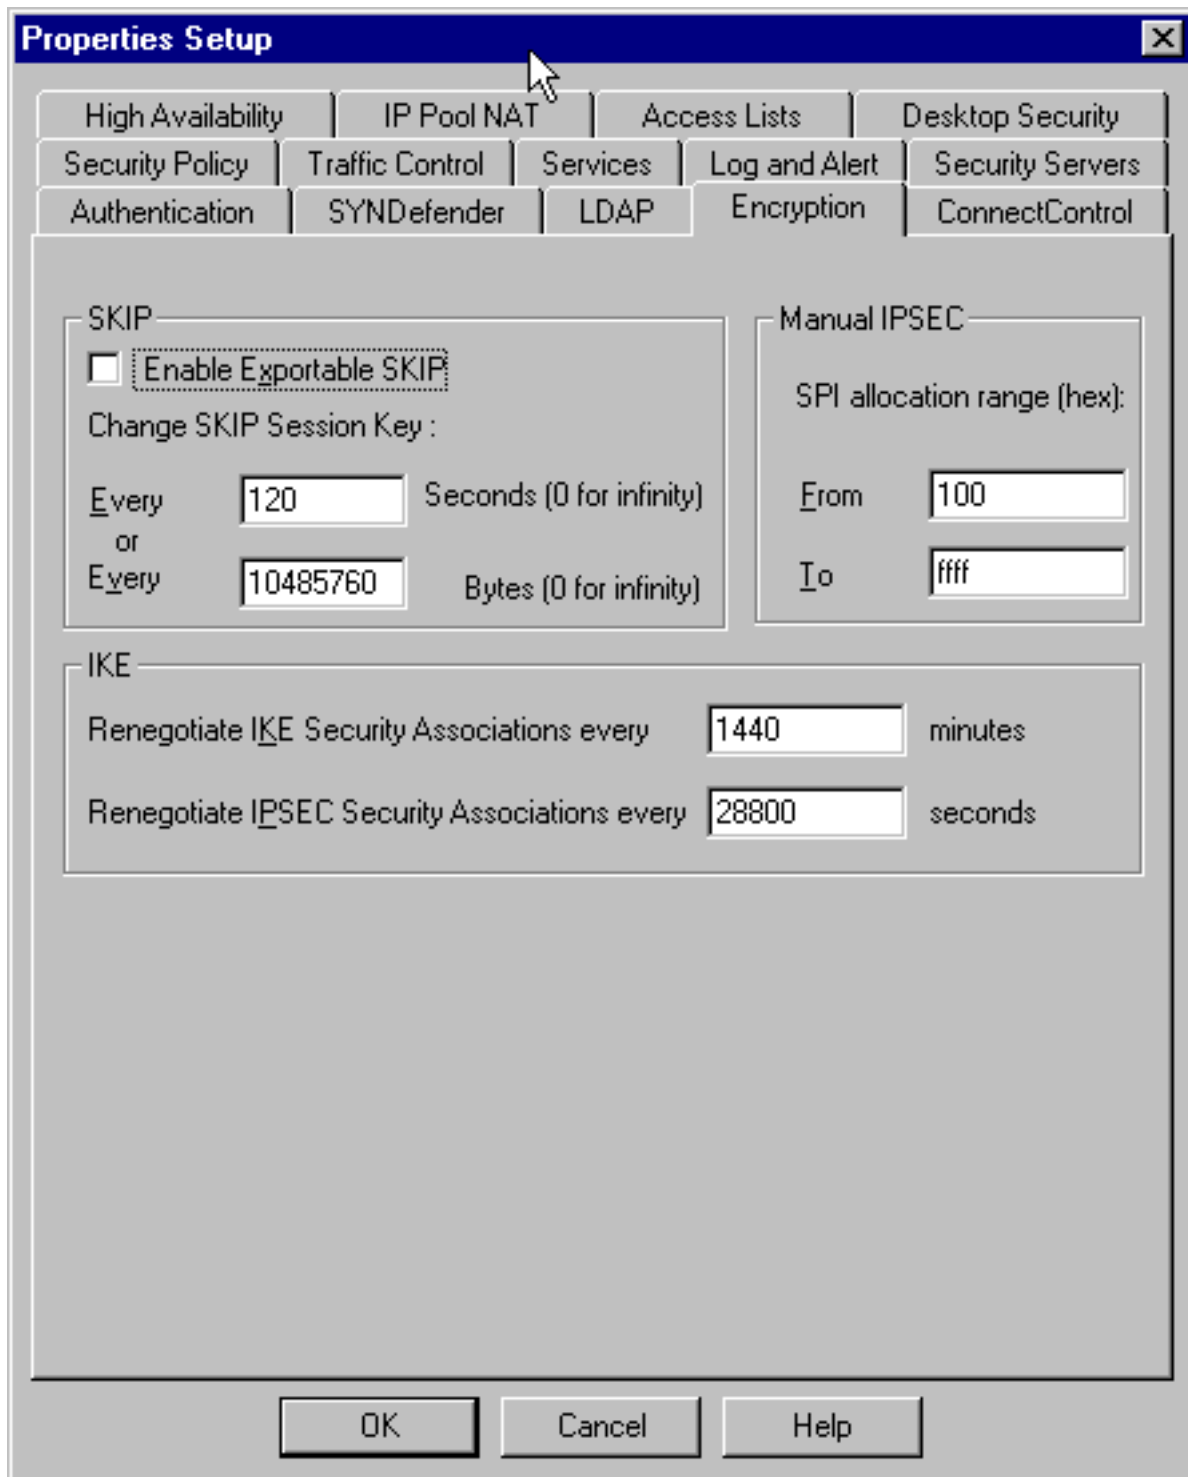 Properties Setup
High Availability IP Pool NAT Access Lists Desktop Security
Security Policy Traffic Control Services Log and Alert Security Servers
Authentication SYNDefender LDAP Encryption ConnectControl
SKIP
Enable Exportable SKIP
Change SKIP Session Key :
Every 120 Seconds (0 for infinity)
or
Every 10485760 Bytes (0 for infinity)
Manual IPSEC
SPI allocation range (hex):
From 100
To ffff
IKE
Renegotiate IKE Security Associations every 1440 minutes
Renegotiate IPSEC Security Associations every 28800 seconds
OK Cancel Help